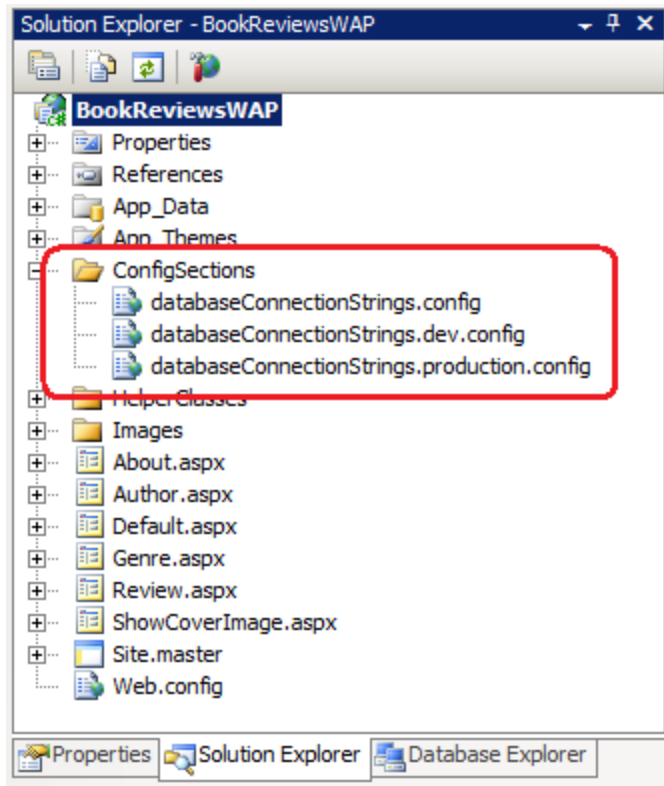 Solution Explorer - BookReviewsWAP
BookReviewsWAP
Properties
References
App_Data
App_Themes
ConfigSections
databaseConnectionStrings.config
databaseConnectionStrings.dev.config
databaseConnectionStrings.production.config
HelperClasses
Images
About.aspx
Author.aspx
Default.aspx
Genre.aspx
Review.aspx
ShowCoverImage.aspx
Site.master
Web.config
Properties Solution Explorer Database Explorer